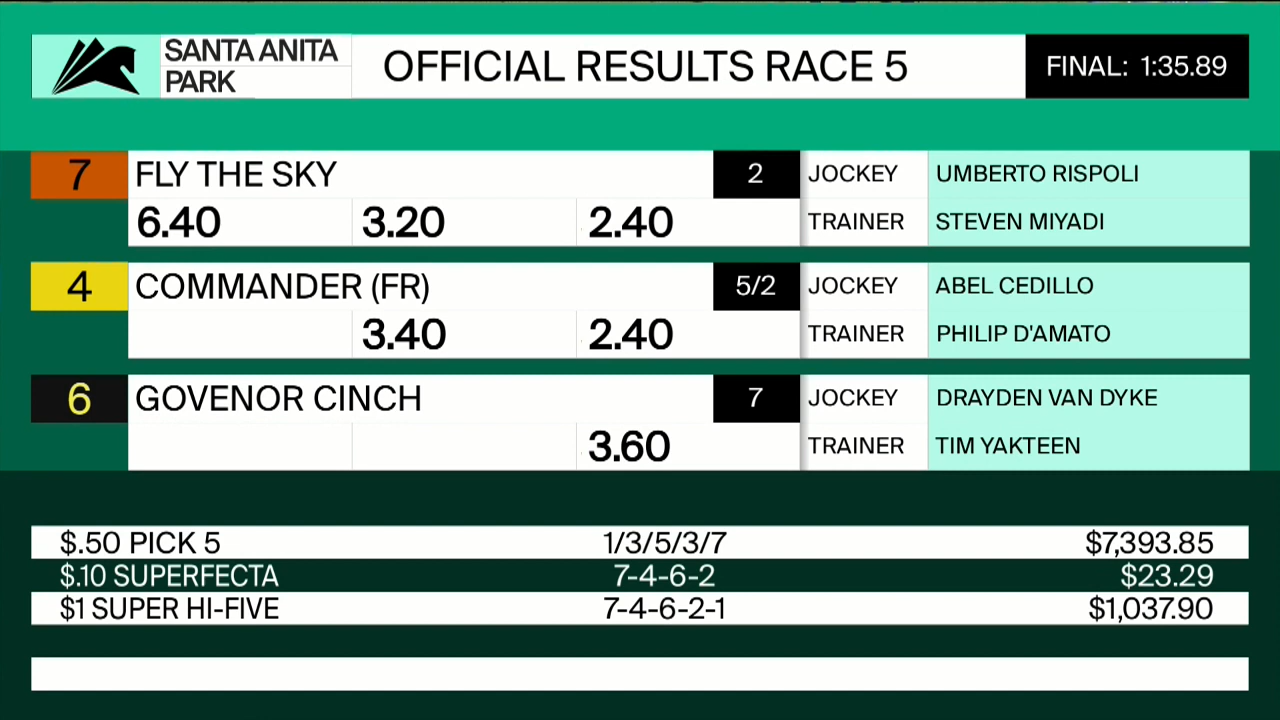 SANTA ANITA
PARK
OFFICIAL RESULTS RACE 5
FINAL: 1:35.89
7 FLY THE SKY 2 JOCKEY UMBERTO RISPOLI
6.40 3.20 2.40 TRAINER STEVEN MIYADI
4 COMMANDER (FR) 5/2 JOCKEY ABEL CEDILLO
3.40 2.40 TRAINER PHILIP D'AMATO
6 GOVENOR CINCH 7 JOCKEY DRAYDEN VAN DYKE
3.60 TRAINER TIM YAKTEEN
$.50 PICK 5 1/3/5/3/7 $7,393.85
$.10 SUPERFECTA 7-4-6-2 $23.29
$1 SUPER HI-FIVE 7-4-6-2-1 $1,037.90